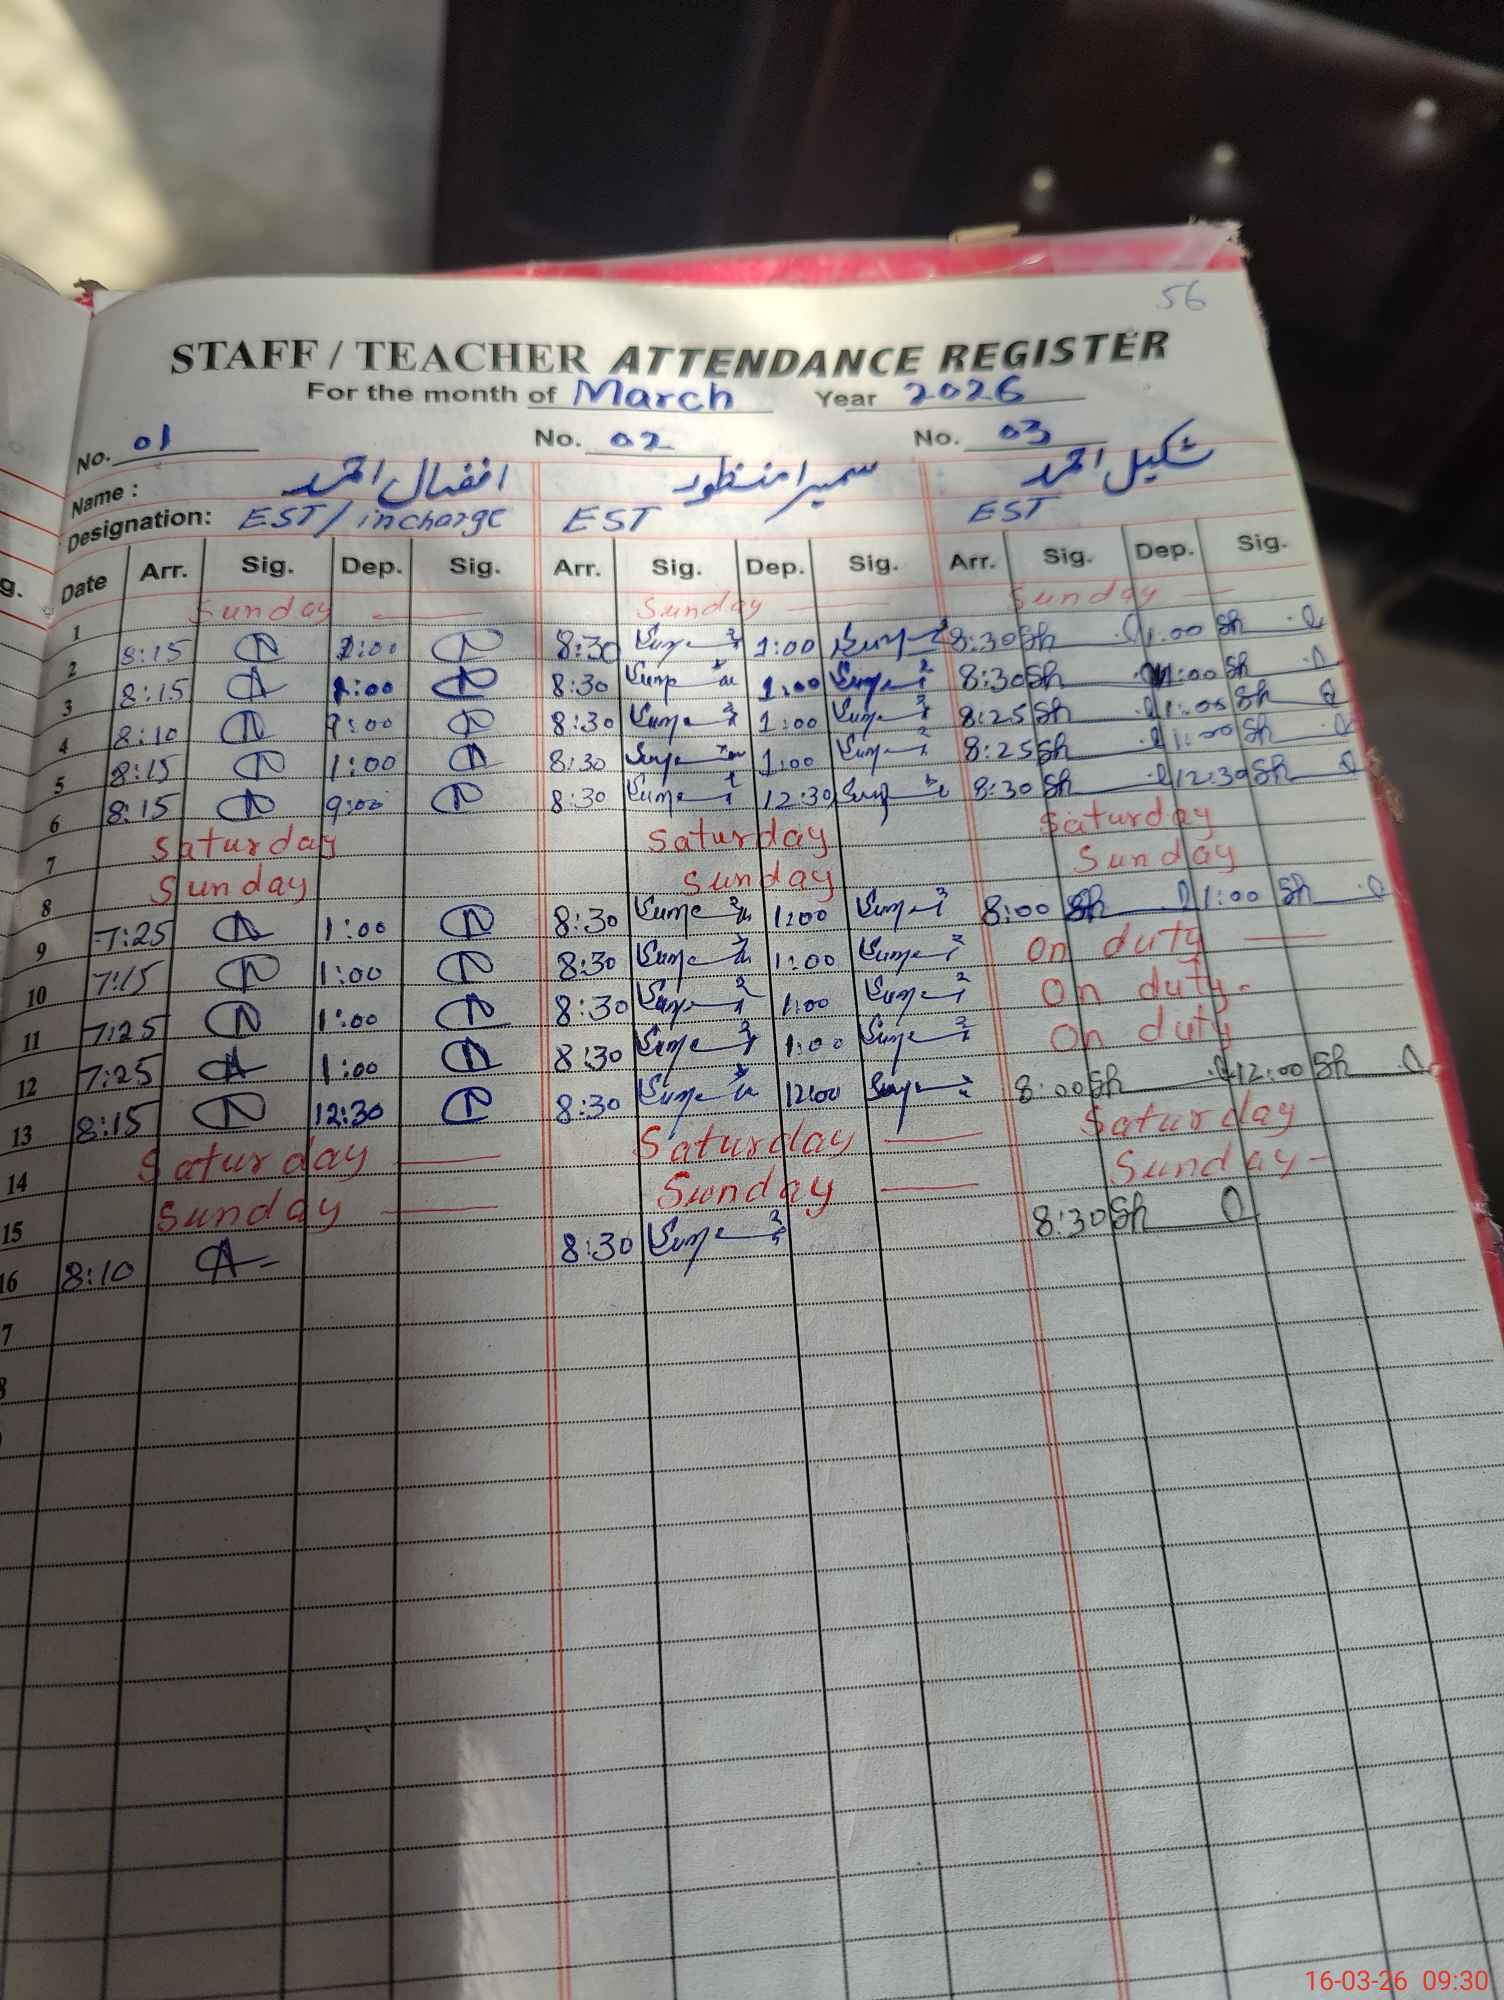 56
STAFF / TEACHER ATTENDANCE REGISTER
For the month of March Year 2026
No. 01 No. 02 No. 03
Name : افضال احمد سمیرا منظور شکیل احمد
Designation: EST/incharge EST EST
g. Date Arr. Sig. Dep. Sig. Arr. Sig. Dep. Sig. Arr. Sig. Dep. Sig.
1 Sunday Sunday Sunday
2 8:15 1:00 8:30 1:00 8:30 Sh 1:00 Sh
3 8:15 1:00 8:30 1:00 8:30 Sh 1:00 Sh
4 8:10 9:00 8:30 1:00 8:25 Sh 1:00 Sh
5 8:15 1:00 8:30 1:00 8:25 Sh 1:00 Sh
6 8:15 9:00 8:30 12:30 8:30 Sh 12:30 Sh
7 Saturday Saturday Saturday
8 Sunday Sunday Sunday
9 7:25 1:00 8:30 1:00 8:00 Sh 1:00 Sh
10 7:15 1:00 8:30 1:00 On duty
11 7:25 1:00 8:30 1:00 On duty
12 7:25 1:00 8:30 1:00 On duty
13 8:15 12:30 8:30 12:00 8:00 Sh 12:00 Sh
14 Saturday Saturday Saturday
15 Sunday Sunday Sunday
16 8:10 8:30 8:30 Sh
7
8
16-03-26 09:30